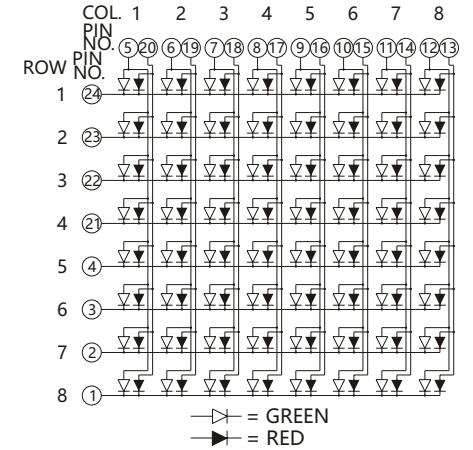 COL. 1 2 3 4 5 6 7 8
PIN NO. 5 20 6 19 7 18 8 17 9 16 10 15 11 14 12 13
ROW PIN NO.
1 24
2 23
3 22
4 21
5 4
6 3
7 2
8 1
= GREEN
= RED